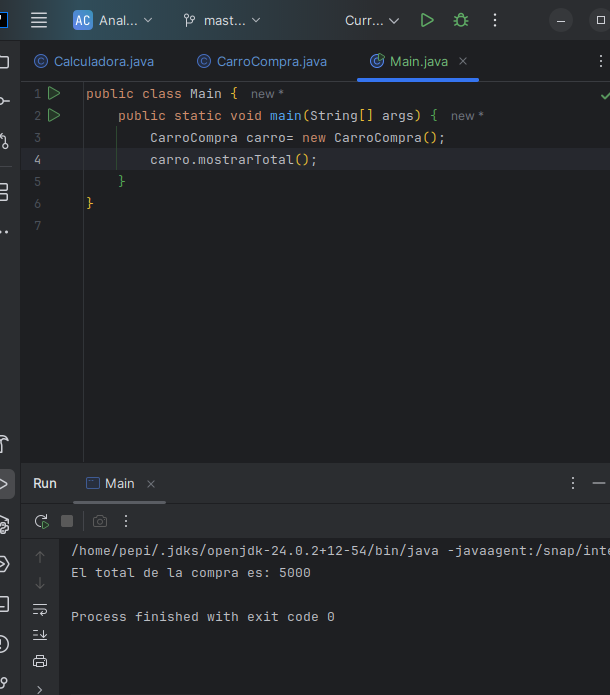 AC Anal... mast... Curr...
Calculadora.java CarroCompra.java Main.java
1 public class Main { new *
2 public static void main(String[] args) { new *
3 CarroCompra carro= new CarroCompra();
4 carro.mostrarTotal();
5 }
6 }
7
Run Main
/home/pepi/.jdks/openjdk-24.0.2+12-54/bin/java -javaagent:/snap/inte
El total de la compra es: 5000
Process finished with exit code 0